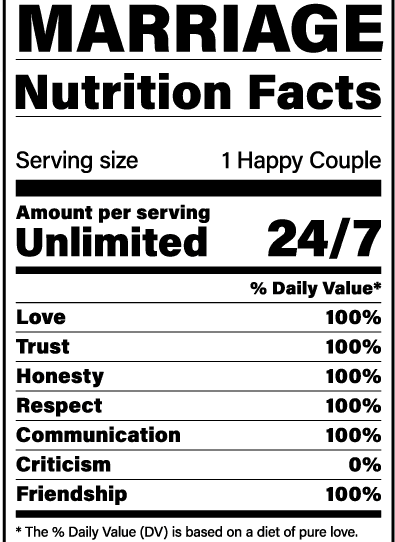 MARRIAGE
Nutrition Facts
Serving size 1 Happy Couple
Amount per serving
Unlimited 24/7
% Daily Value*
Love 100%
Trust 100%
Honesty 100%
Respect 100%
Communication 100%
Criticism 0%
Friendship 100%
* The % Daily Value (DV) is based on a diet of pure love.